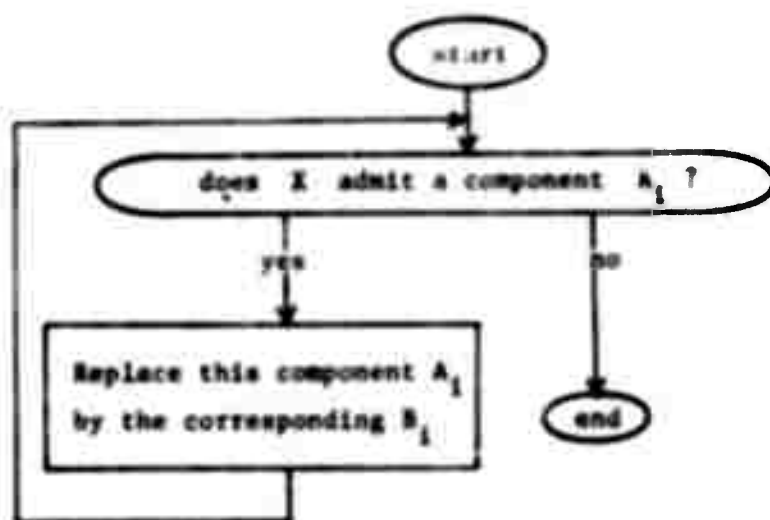 start
does X admit a component A_i ?
yes
no
Replace this component A_i
by the corresponding B_i
end